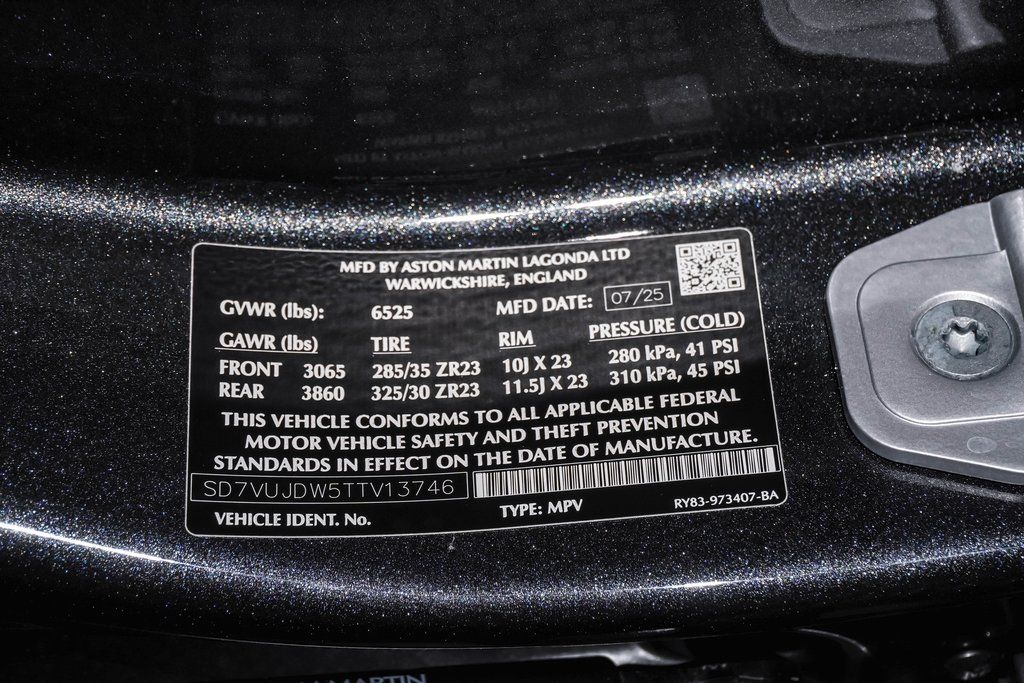 MFD BY ASTON MARTIN LAGONDA LTD
WARWICKSHIRE, ENGLAND
GVWR (lbs): 6525 MFD DATE: 07/25
GAWR (lbs) TIRE RIM PRESSURE (COLD)
FRONT 3065 285/35 ZR23 10J X 23 280 kPa, 41 PSI
REAR 3860 325/30 ZR23 11.5J X 23 310 kPa, 45 PSI
THIS VEHICLE CONFORMS TO ALL APPLICABLE FEDERAL
MOTOR VEHICLE SAFETY AND THEFT PREVENTION
STANDARDS IN EFFECT ON THE DATE OF MANUFACTURE.
SD7VUJDW5TTV13746
VEHICLE IDENT. No. TYPE: MPV RY83-973407-BA
MARTIN